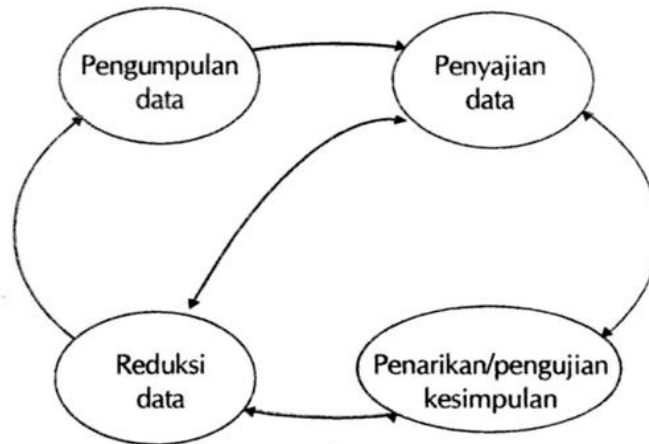 Pengumpulan
data
Penyajian
data
Reduksi
data
Penarikan/pengujian
kesimpulan